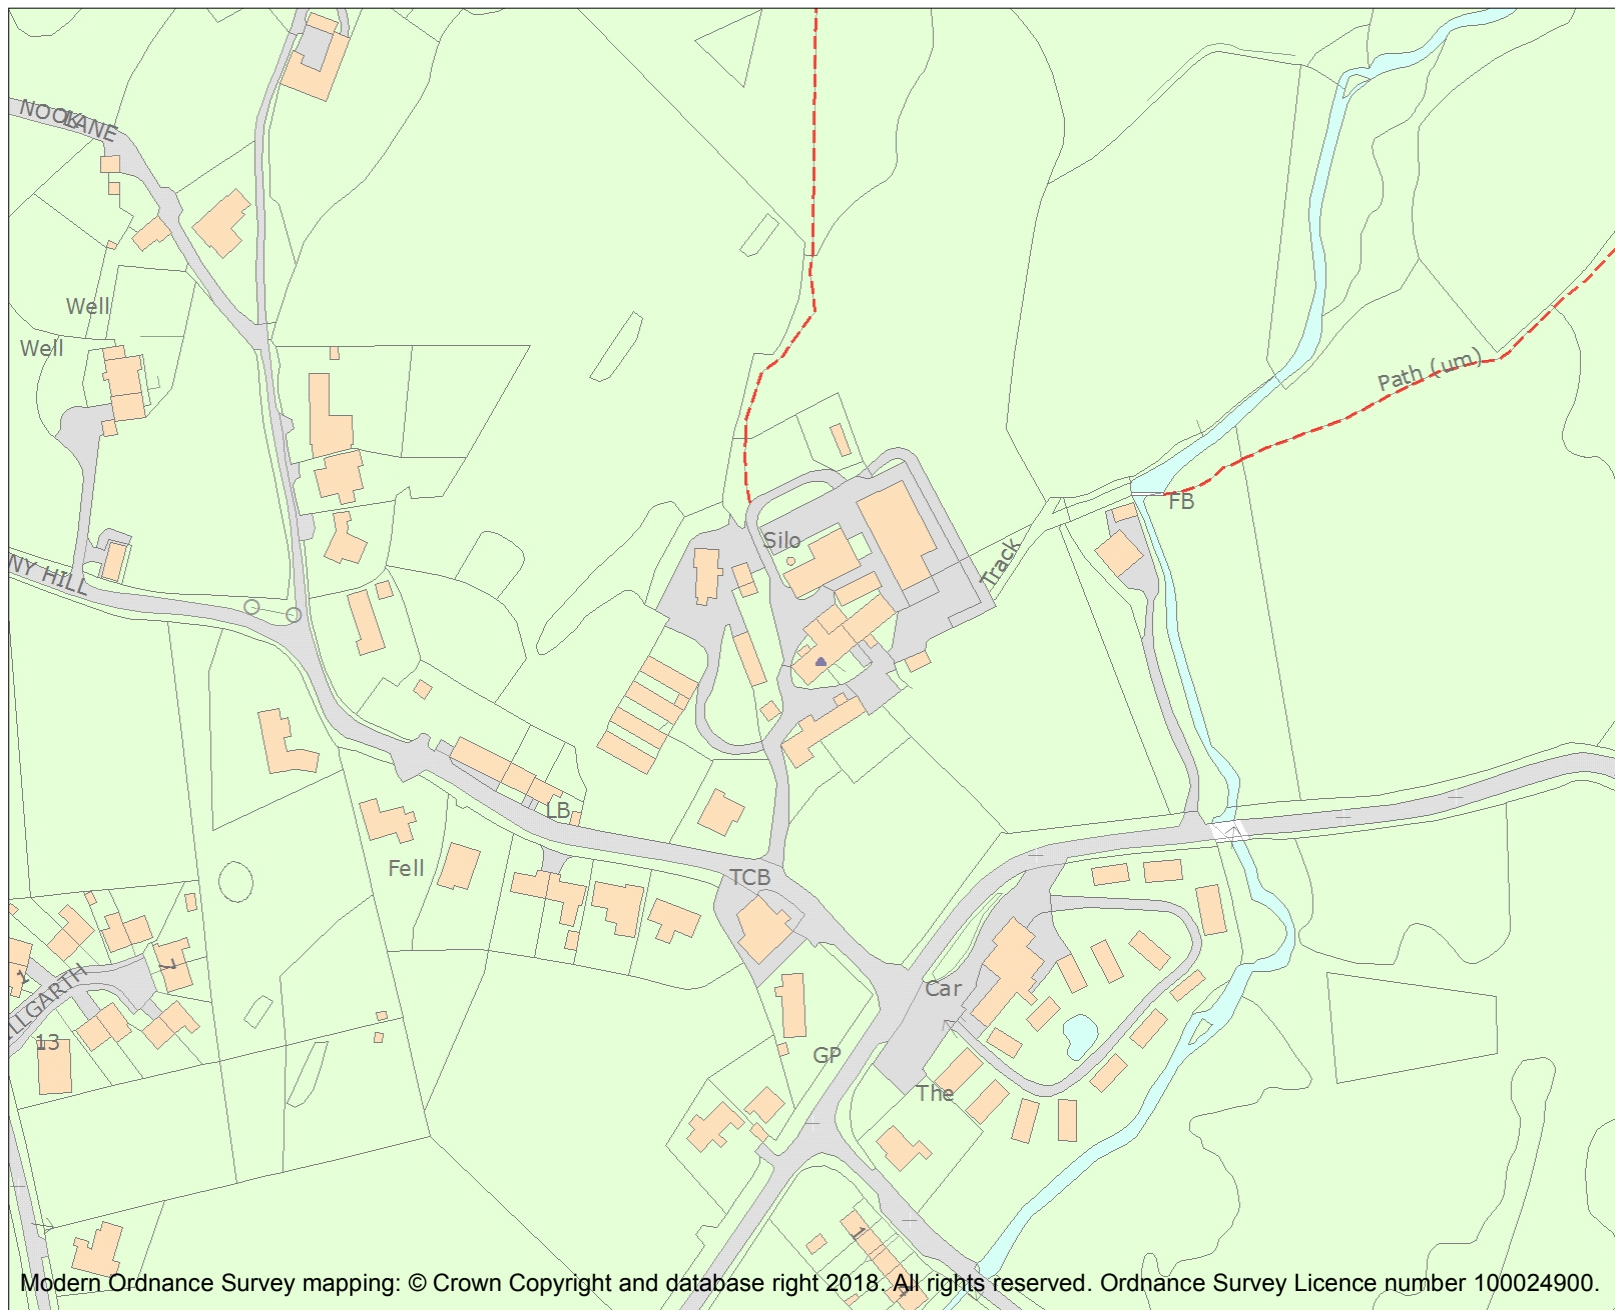 NOOK LANE
Well
Well
Path (um)
FB
Silo
Track
NY HILL
LB
Fell
TCB
1
7
LLGARTH
13
Car
GP
The
1
Modern Ordnance Survey mapping: © Crown Copyright and database right 2018. All rights reserved. Ordnance Survey Licence number 100024900.